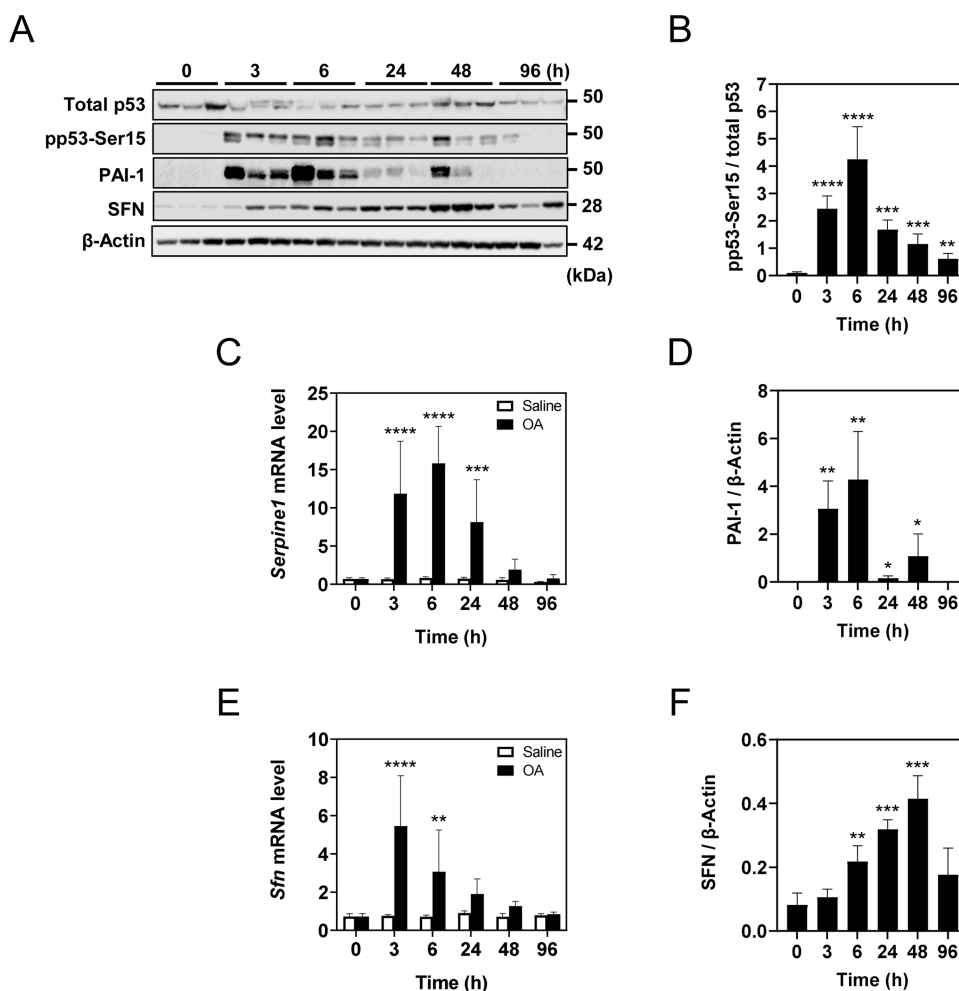 A
0 3 6 24 48 96 (h)
Total p53 50
pp53-Ser15 50
PAI-1 50
SFN 28
β-Actin 42
(kDa)
B
pp53-Ser15 / total p53
7
6
5
4
3
2
1
0
**** **** *** *** **
0 3 6 24 48 96
Time (h)
C
Serpine1 mRNA level
25
20
15
10
5
0
Saline
OA
**** **** ***
0 3 6 24 48 96
Time (h)
D
PAI-1 / β-Actin
8
6
4
2
0
** ** * *
0 3 6 24 48 96
Time (h)
E
Sfn mRNA level
10
8
6
4
2
0
Saline
OA
**** **
0 3 6 24 48 96
Time (h)
F
SFN / β-Actin
0.6
0.4
0.2
0.0
** *** ***
0 3 6 24 48 96
Time (h)